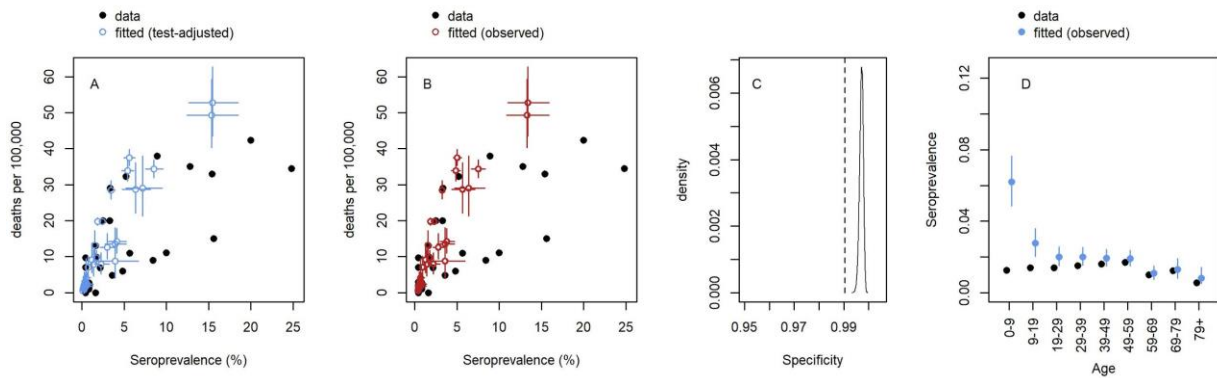 data
fitted (test-adjusted)
A
60
50
40
30
20
10
0
deaths per 100,000
0 5 10 15 20 25
Seroprevalence (%)
data
fitted (observed)
B
60
50
40
30
20
10
0
deaths per 100,000
0 5 10 15 20 25
Seroprevalence (%)
C
0.006
0.004
0.002
0.000
density
0.95 0.97 0.99
Specificity
data
fitted (observed)
D
0.12
0.08
0.04
0.00
Seroprevalence
0-9 9-19 19-29 29-39 39-49 49-59 59-69 69-79 79+
Age